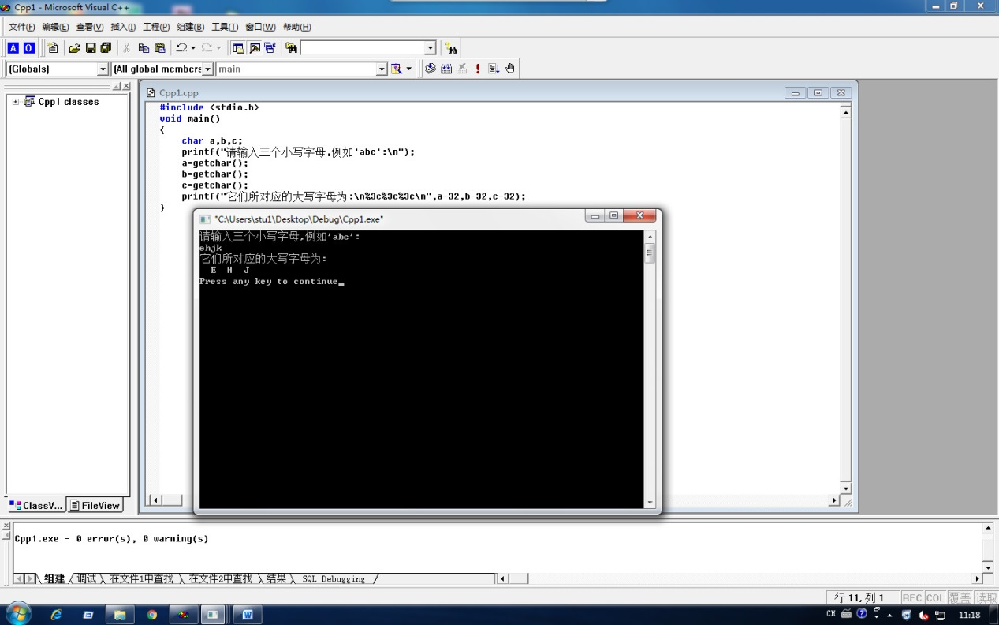 Cpp1 - Microsoft Visual C++
文件(F) 编辑(E) 查看(V) 插入(I) 工程(P) 组建(B) 工具(T) 窗口(W) 帮助(H)
A O
(Globals) (All global members main
Cpp1 classes
Cpp1.cpp
#include <stdio.h>
void main()
{
char a,b,c;
printf("请输入三个小写字母,例如'abc':\n");
a=getchar();
b=getchar();
c=getchar();
printf("它们所对应的大写字母为:\n%3c%3c%3c\n",a-32,b-32,c-32);
}
"C:\Users\stu1\Desktop\Debug\Cpp1.exe"
请输入三个小写字母,例如'abc':
ehjk
它们所对应的大写字母为:
E H J
Press any key to continue_
ClassV... FileView
Cpp1.exe - 0 error(s), 0 warning(s)
组建 调试 在文件1中查找 在文件2中查找 结果 SQL Debugging
行 11, 列 1 REC COL 覆盖 读取
CH 11:18